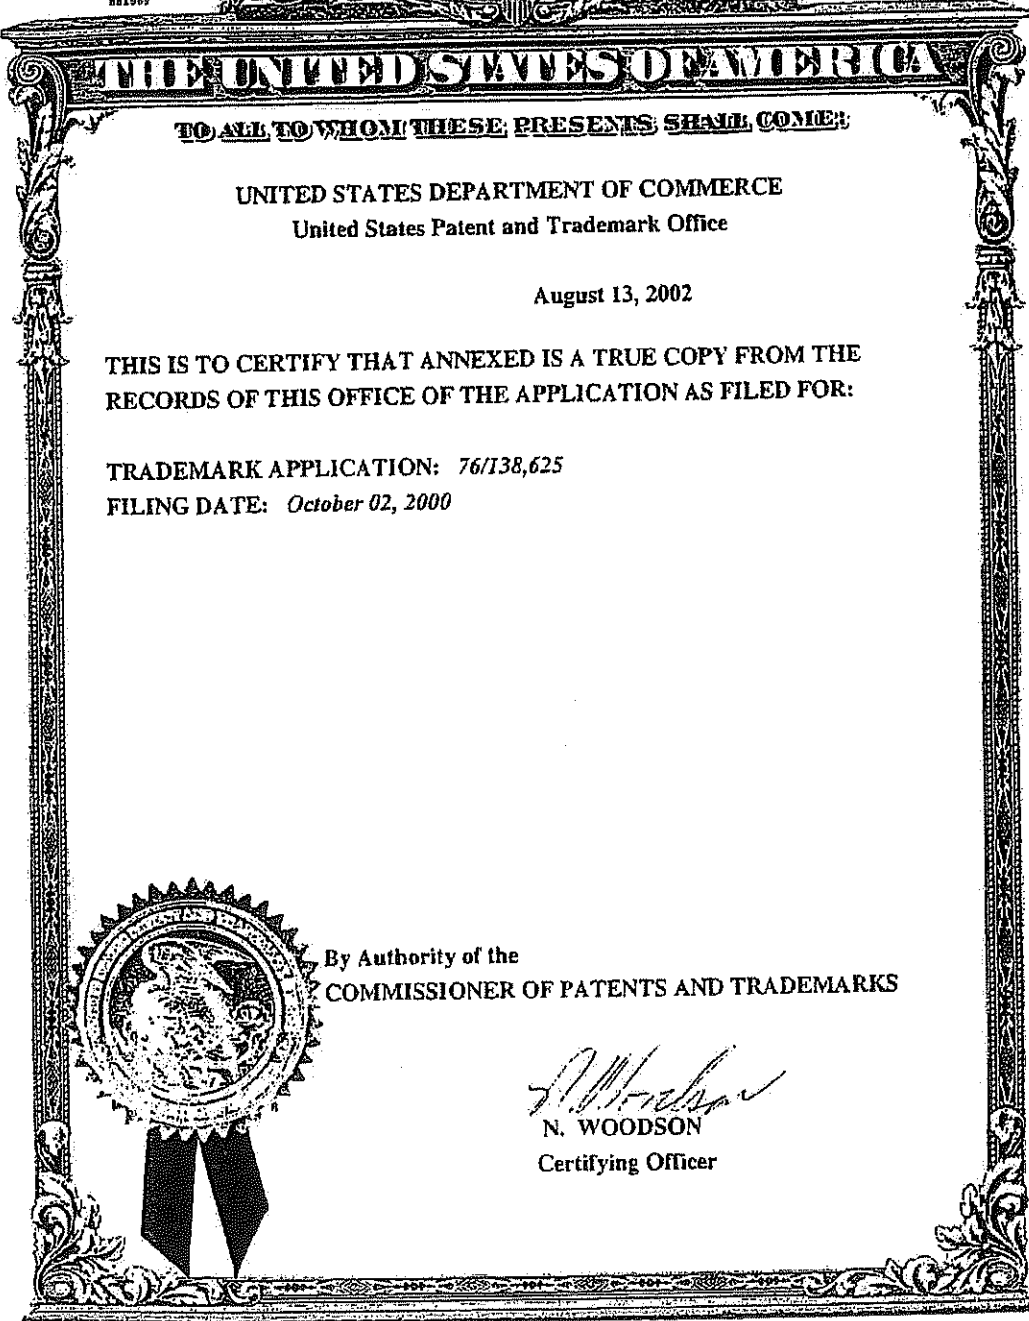 THE UNITED STATES OF AMERICA
TO ALL TO WHOM THESE PRESENTS SHALL COME:
UNITED STATES DEPARTMENT OF COMMERCE
United States Patent and Trademark Office
August 13, 2002
THIS IS TO CERTIFY THAT ANNEXED IS A TRUE COPY FROM THE
RECORDS OF THIS OFFICE OF THE APPLICATION AS FILED FOR:
TRADEMARK APPLICATION: 76/138,625
FILING DATE: October 02, 2000
By Authority of the
COMMISSIONER OF PATENTS AND TRADEMARKS
N. Woodson
N. WOODSON
Certifying Officer